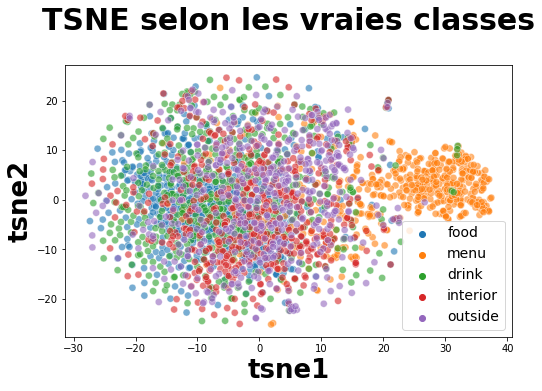 TSNE selon les vraies classes
tsne2
20
10
0
−10
−20
food
menu
drink
interior
outside
−30
−20
−10
0
10
20
30
40
tsne1